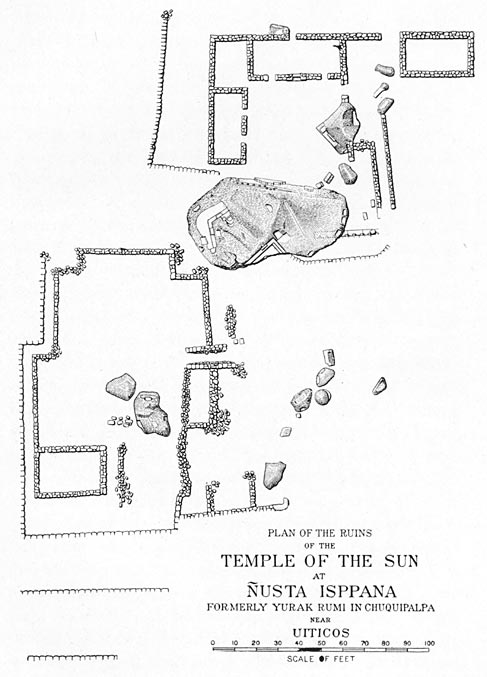 PLAN OF THE RUINS
OF THE
TEMPLE OF THE SUN
AT
ÑUSTA ISPPANA
FORMERLY YURAK RUMI IN CHUQUIPALPA
NEAR
UITICOS
0 10 20 30 40 50 60 70 80 90 100
SCALE OF FEET